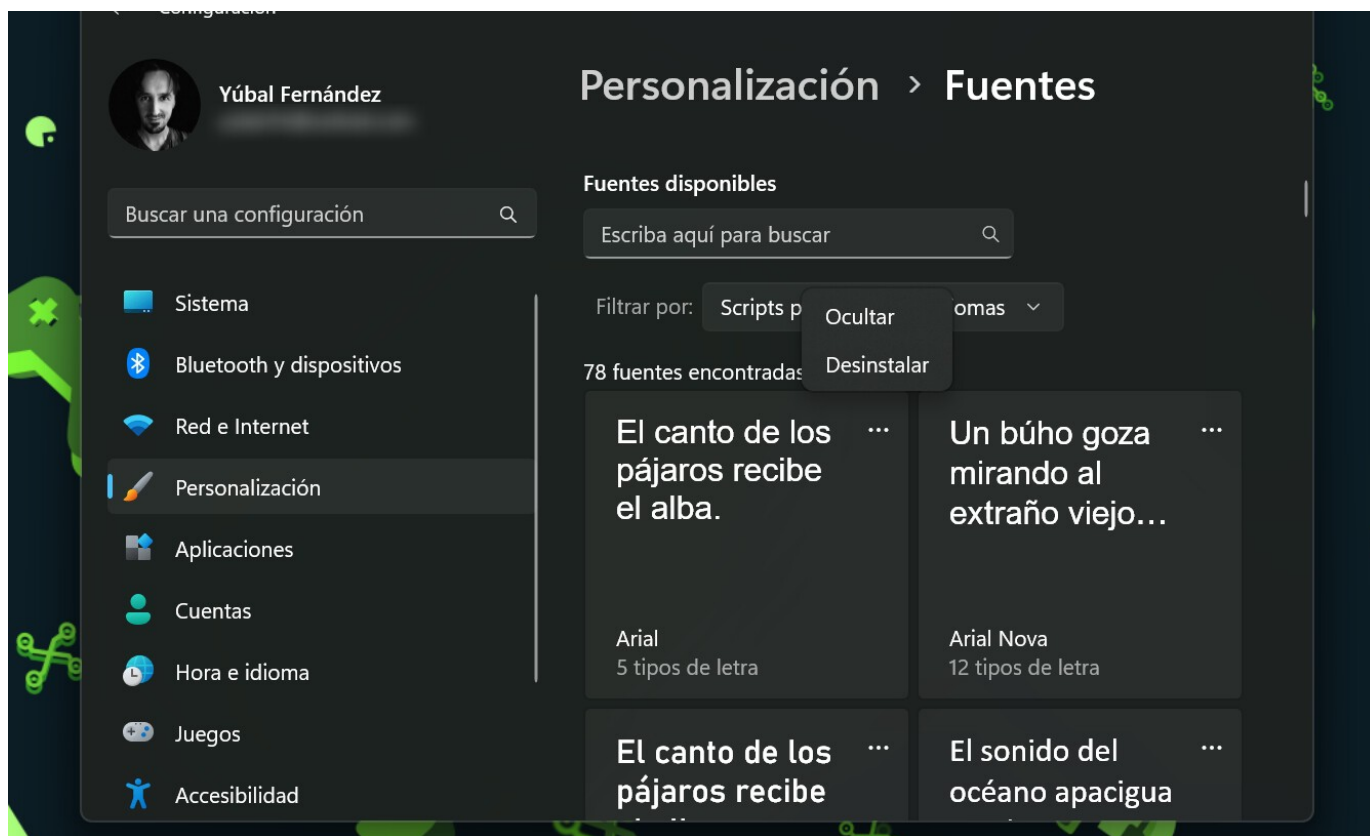 Configuración
Yúbal Fernández
Buscar una configuración
Sistema
Bluetooth y dispositivos
Red e Internet
Personalización
Aplicaciones
Cuentas
Hora e idioma
Juegos
Accesibilidad
Personalización > Fuentes
Fuentes disponibles
Escriba aquí para buscar
Filtrar por: Scripts p omas
Ocultar
Desinstalar
78 fuentes encontradas
El canto de los
pájaros recibe
el alba.
Arial
5 tipos de letra
Un búho goza
mirando al
extraño viejo...
Arial Nova
12 tipos de letra
El canto de los
pájaros recibe
El sonido del
océano apacigua